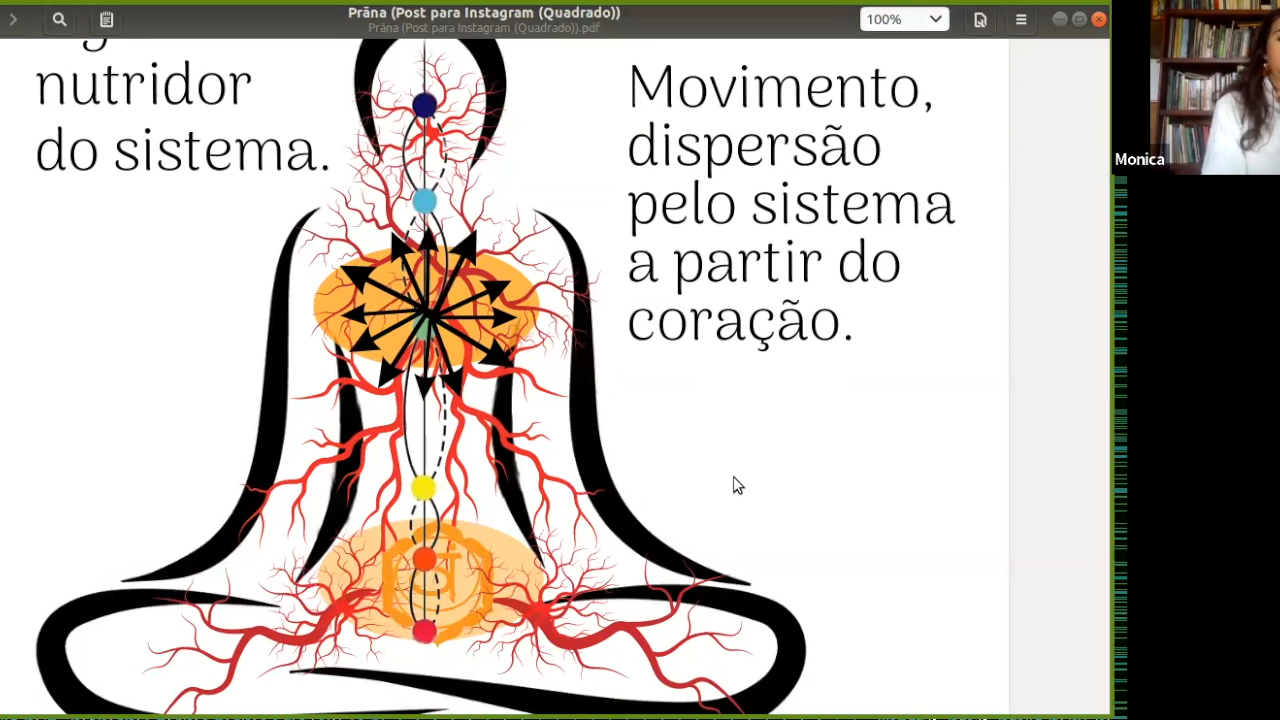 Prāna (Post para Instagram (Quadrado))
Prāna (Post para Instagram (Quadrado)).pdf
100%
nutridor
do sistema.
Movimento,
dispersão
pelo sistema
a partir do
coração.
Monica